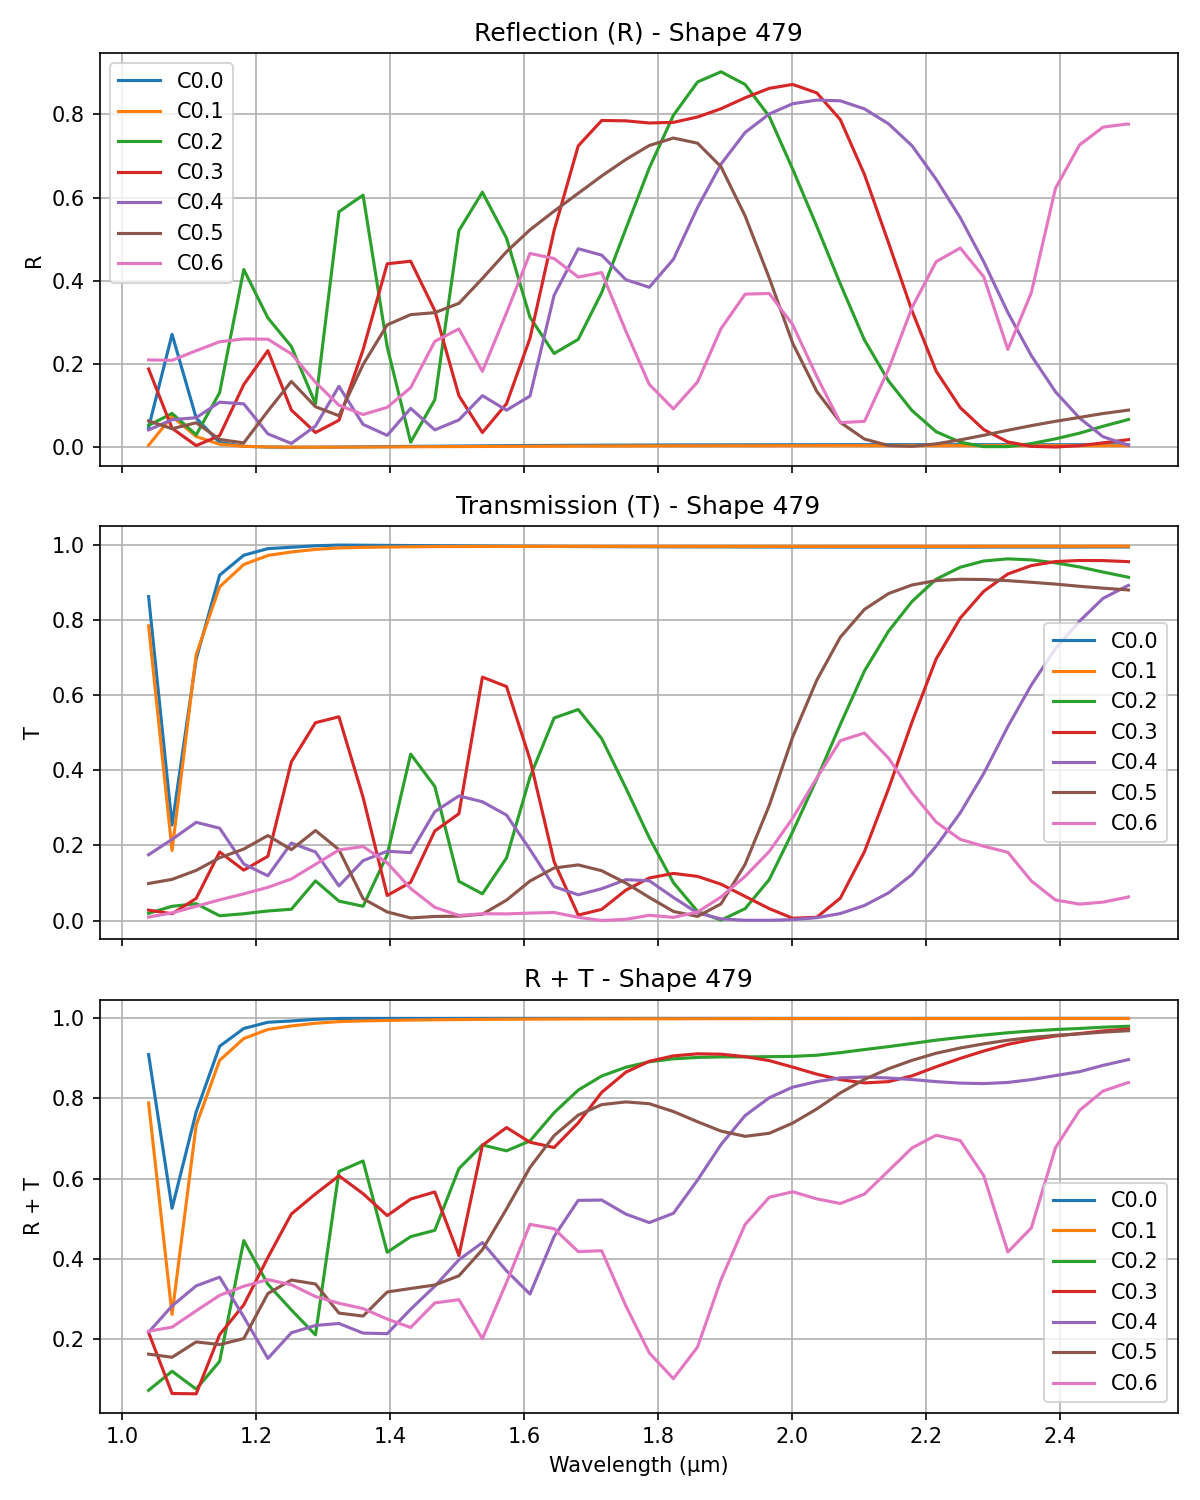 Reflection (R) - Shape 479
R
0.8
0.6
0.4
0.2
0.0
C0.0
C0.1
C0.2
C0.3
C0.4
C0.5
C0.6
Transmission (T) - Shape 479
T
1.0
0.8
0.6
0.4
0.2
0.0
C0.0
C0.1
C0.2
C0.3
C0.4
C0.5
C0.6
R + T - Shape 479
R + T
1.0
0.8
0.6
0.4
0.2
C0.0
C0.1
C0.2
C0.3
C0.4
C0.5
C0.6
1.0 1.2 1.4 1.6 1.8 2.0 2.2 2.4
Wavelength (μm)